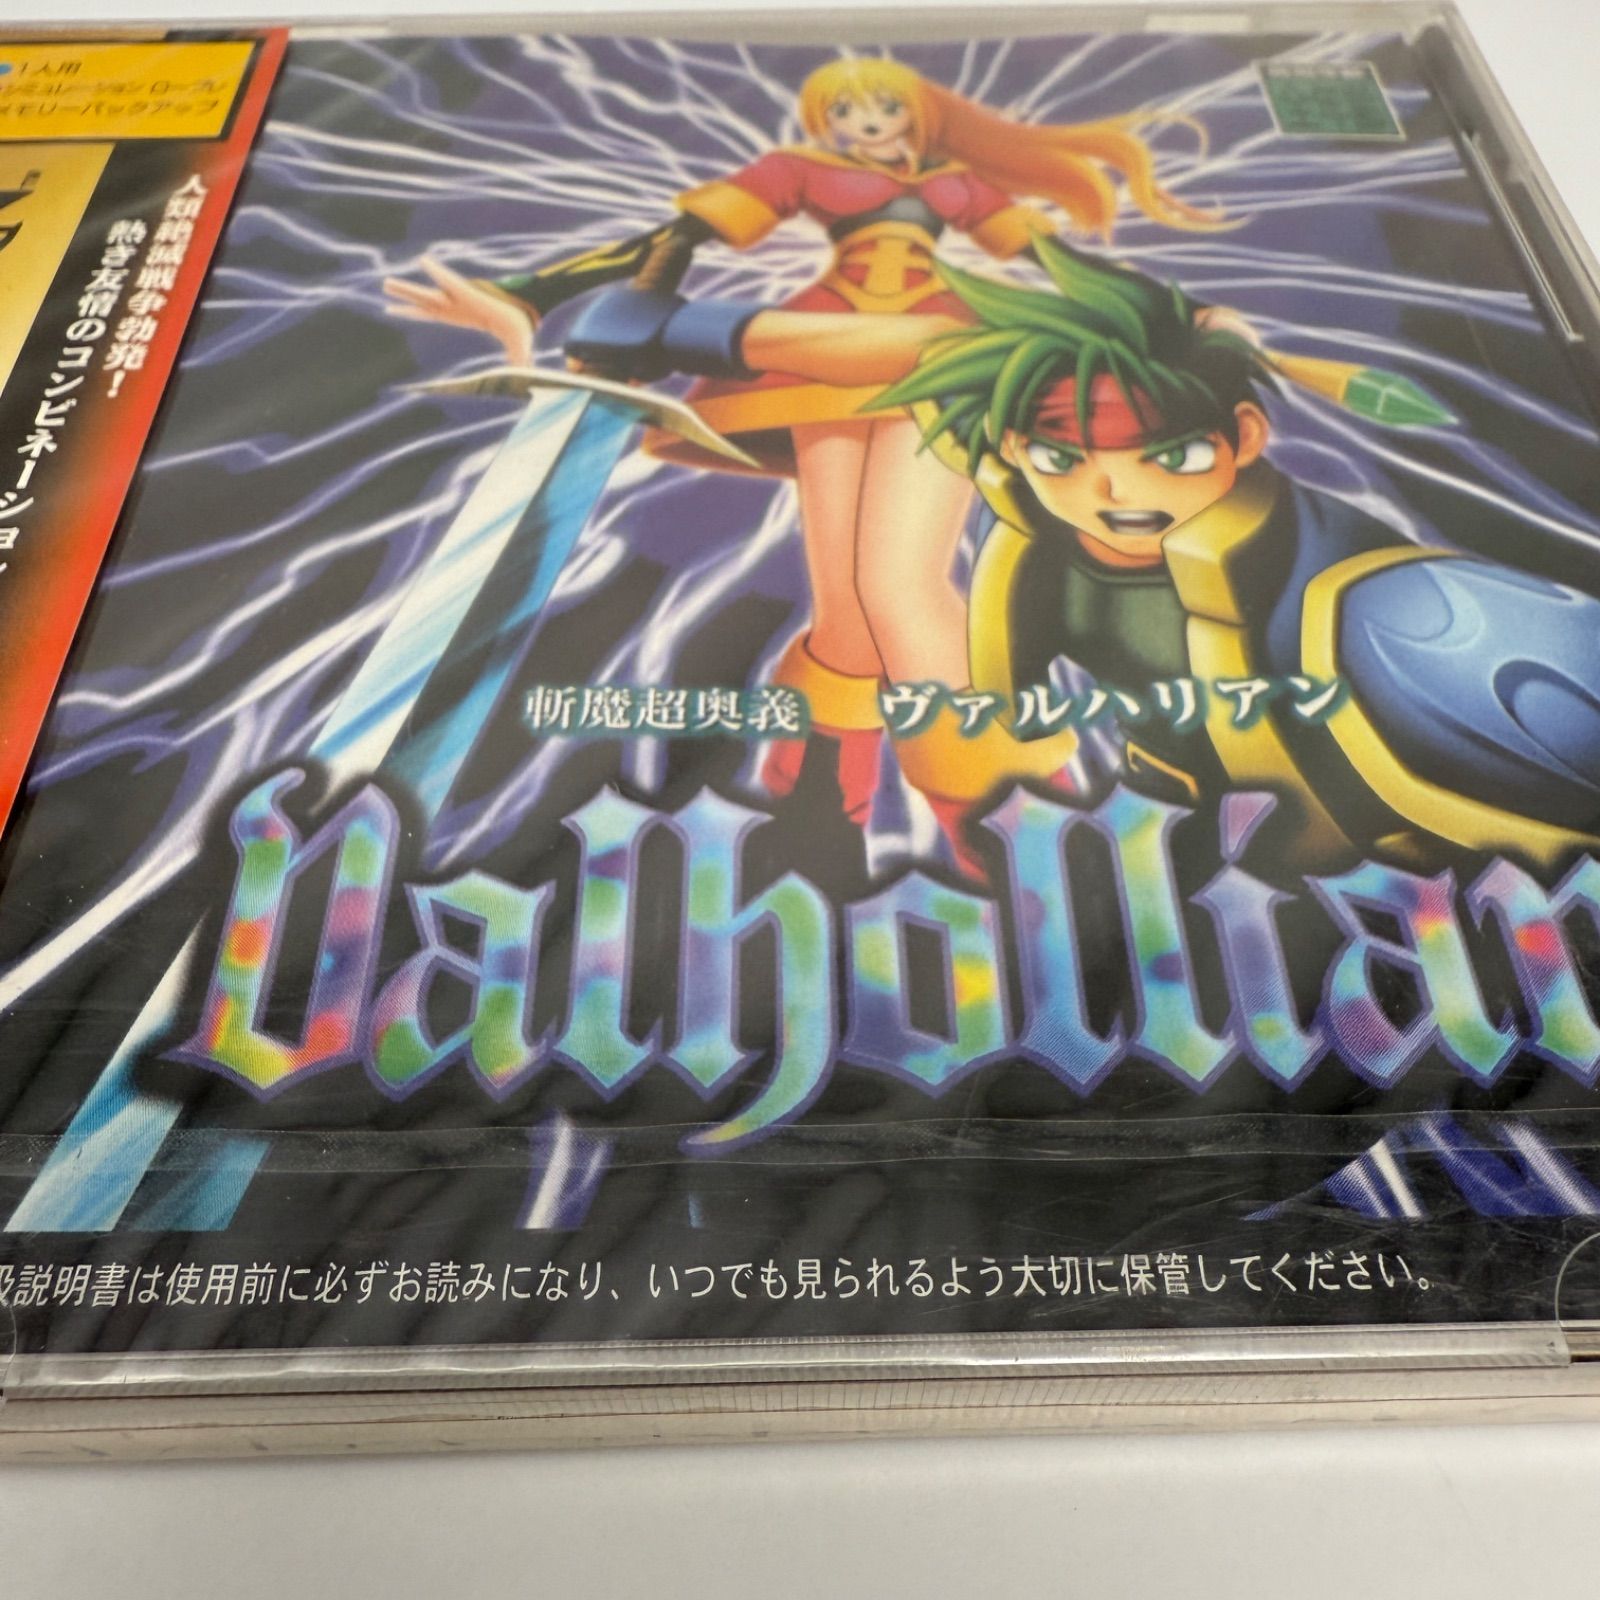 1人用
シミュレーション ロープレ
メモリーバックアップ
人類絶滅戦争勃発!
熱き友情のコンビネーション
斬魔超奥義 ヴァルハリアン
Valhollian
扱説明書は使用前に必ずお読みになり、いつでも見られるよう大切に保管してください。